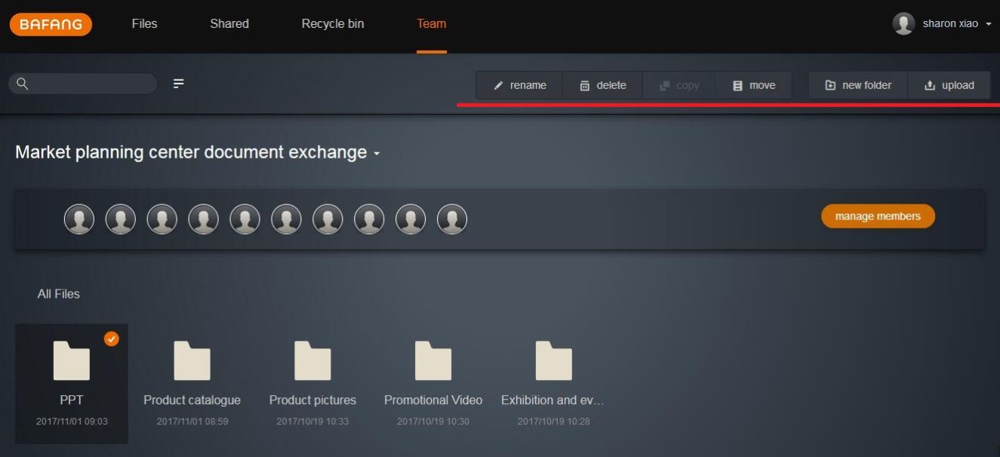 BAFANG Files Shared Recycle bin Team sharon xiao
rename delete copy move new folder upload
Market planning center document exchange
manage members
All Files
PPT Product catalogue Product pictures Promotional Video Exhibition and ev...
2017/11/01 09:03 2017/11/01 08:59 2017/10/19 10:33 2017/10/19 10:30 2017/10/19 10:28